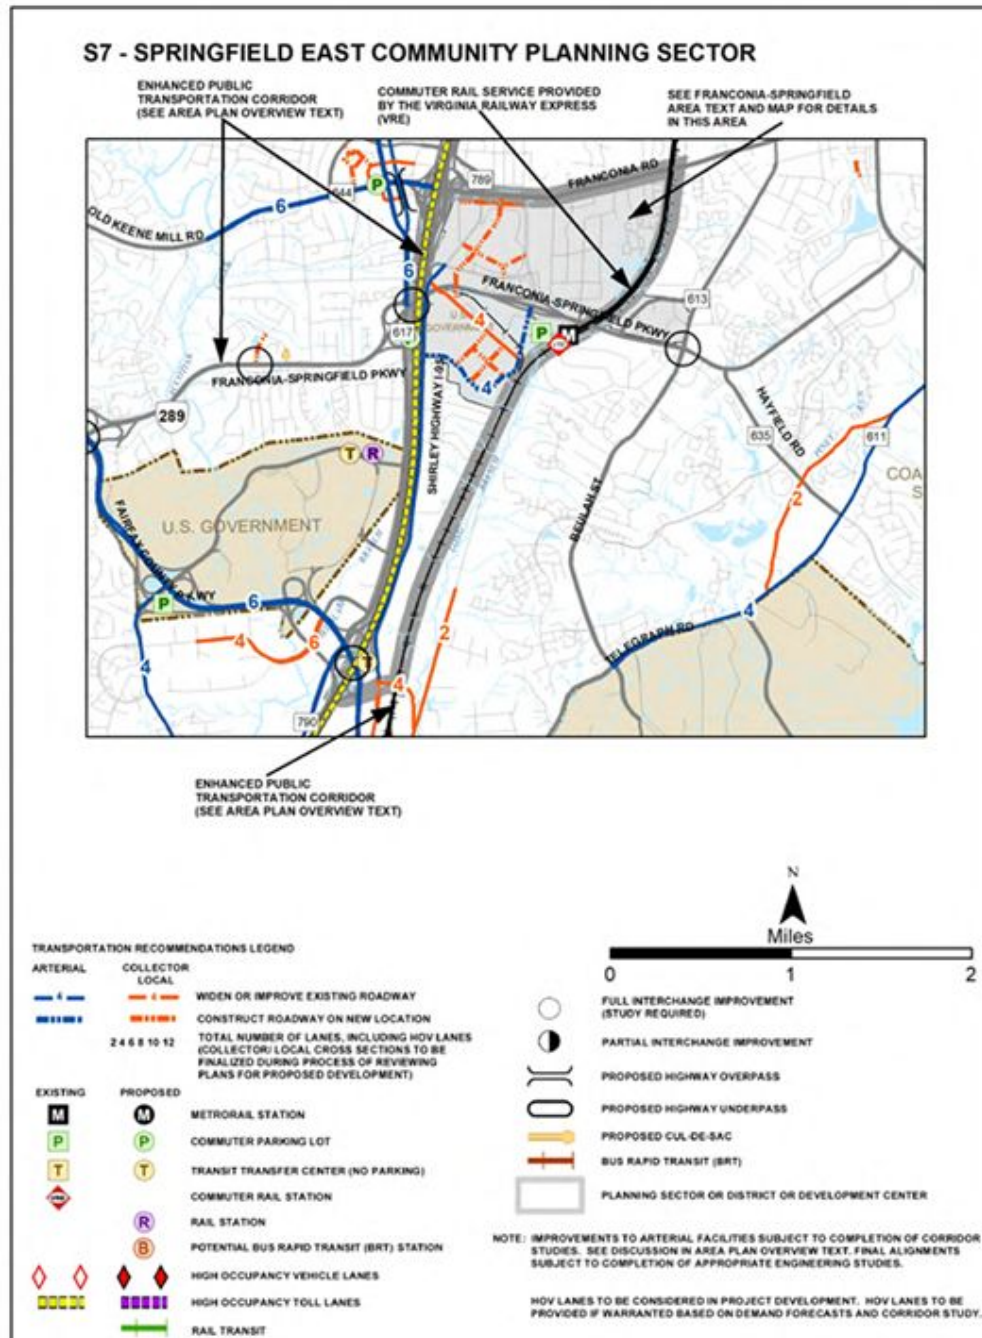 S7 - SPRINGFIELD EAST COMMUNITY PLANNING SECTOR
ENHANCED PUBLIC
TRANSPORTATION CORRIDOR
(SEE AREA PLAN OVERVIEW TEXT)
COMMUTER RAIL SERVICE PROVIDED
BY THE VIRGINIA RAILWAY EXPRESS
(VRE)
SEE FRANCONIA-SPRINGFIELD
AREA TEXT AND MAP FOR DETAILS
IN THIS AREA
FRANCONIA RD
789
P
644
6
OLD KEENE MILL RD
6
FRANCONIA-SPRINGFIELD PKWY
613
4
617
P
M
4
FRANCONIA-SPRINGFIELD PKWY
4
289
SHIRLEY HIGHWAY I-95
HAYFIELD RD
635
611
T R
COA
S
2
U.S. GOVERNMENT
BEULAH ST
FAIRFAX COUNTY PKWY
P
6
4
6
2
4
TELEGRAPH RD
4
T
4
790
ENHANCED PUBLIC
TRANSPORTATION CORRIDOR
(SEE AREA PLAN OVERVIEW TEXT)
N
Miles
0 1 2
TRANSPORTATION RECOMMENDATIONS LEGEND
ARTERIAL
COLLECTOR
LOCAL
4 4 WIDEN OR IMPROVE EXISTING ROADWAY
CONSTRUCT ROADWAY ON NEW LOCATION
2 4 6 8 10 12 TOTAL NUMBER OF LANES, INCLUDING HOV LANES
(COLLECTOR/ LOCAL CROSS SECTIONS TO BE
FINALIZED DURING PROCESS OF REVIEWING
PLANS FOR PROPOSED DEVELOPMENT)
EXISTING PROPOSED
M M METRORAIL STATION
P P COMMUTER PARKING LOT
T T TRANSIT TRANSFER CENTER (NO PARKING)
VRE COMMUTER RAIL STATION
R RAIL STATION
B POTENTIAL BUS RAPID TRANSIT (BRT) STATION
HIGH OCCUPANCY VEHICLE LANES
HIGH OCCUPANCY TOLL LANES
RAIL TRANSIT
FULL INTERCHANGE IMPROVEMENT
(STUDY REQUIRED)
PARTIAL INTERCHANGE IMPROVEMENT
PROPOSED HIGHWAY OVERPASS
PROPOSED HIGHWAY UNDERPASS
PROPOSED CUL-DE-SAC
BUS RAPID TRANSIT (BRT)
PLANNING SECTOR OR DISTRICT OR DEVELOPMENT CENTER
NOTE: IMPROVEMENTS TO ARTERIAL FACILITIES SUBJECT TO COMPLETION OF CORRIDOR
STUDIES. SEE DISCUSSION IN AREA PLAN OVERVIEW TEXT. FINAL ALIGNMENTS
SUBJECT TO COMPLETION OF APPROPRIATE ENGINEERING STUDIES.
HOV LANES TO BE CONSIDERED IN PROJECT DEVELOPMENT. HOV LANES TO BE
PROVIDED IF WARRANTED BASED ON DEMAND FORECASTS AND CORRIDOR STUDY.